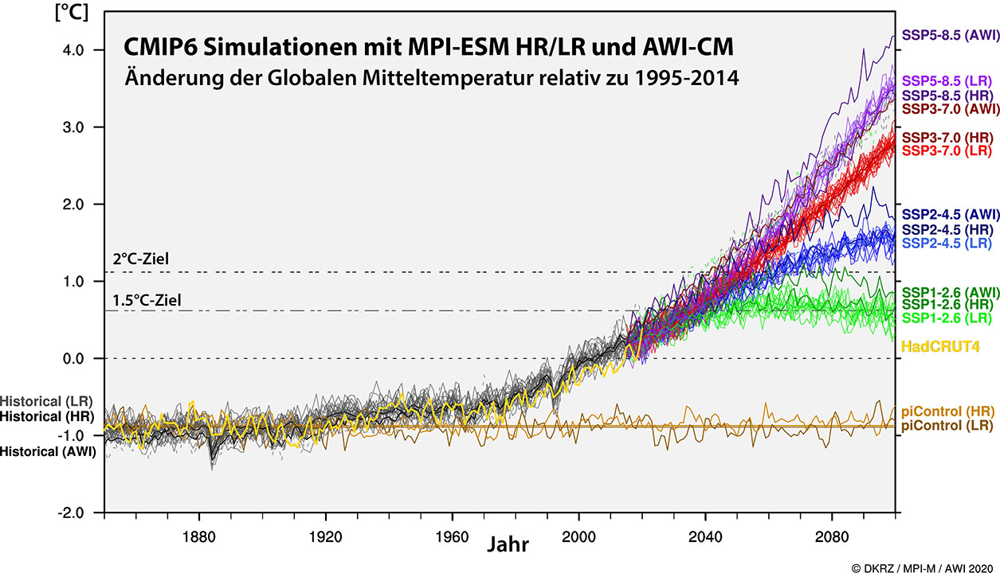 [°C]
CMIP6 Simulationen mit MPI-ESM HR/LR und AWI-CM
Änderung der Globalen Mitteltemperatur relativ zu 1995-2014
4.0
3.0
2.0
1.0
0.0
-1.0
-2.0
2°C-Ziel
1.5°C-Ziel
Historical (LR)
Historical (HR)
Historical (AWI)
SSP5-8.5 (AWI)
SSP5-8.5 (LR)
SSP5-8.5 (HR)
SSP3-7.0 (AWI)
SSP3-7.0 (HR)
SSP3-7.0 (LR)
SSP2-4.5 (AWI)
SSP2-4.5 (HR)
SSP2-4.5 (LR)
SSP1-2.6 (AWI)
SSP1-2.6 (HR)
SSP1-2.6 (LR)
HadCRUT4
piControl (HR)
piControl (LR)
1880 1920 1960 2000 2040 2080
Jahr
© DKRZ / MPI-M / AWI 2020